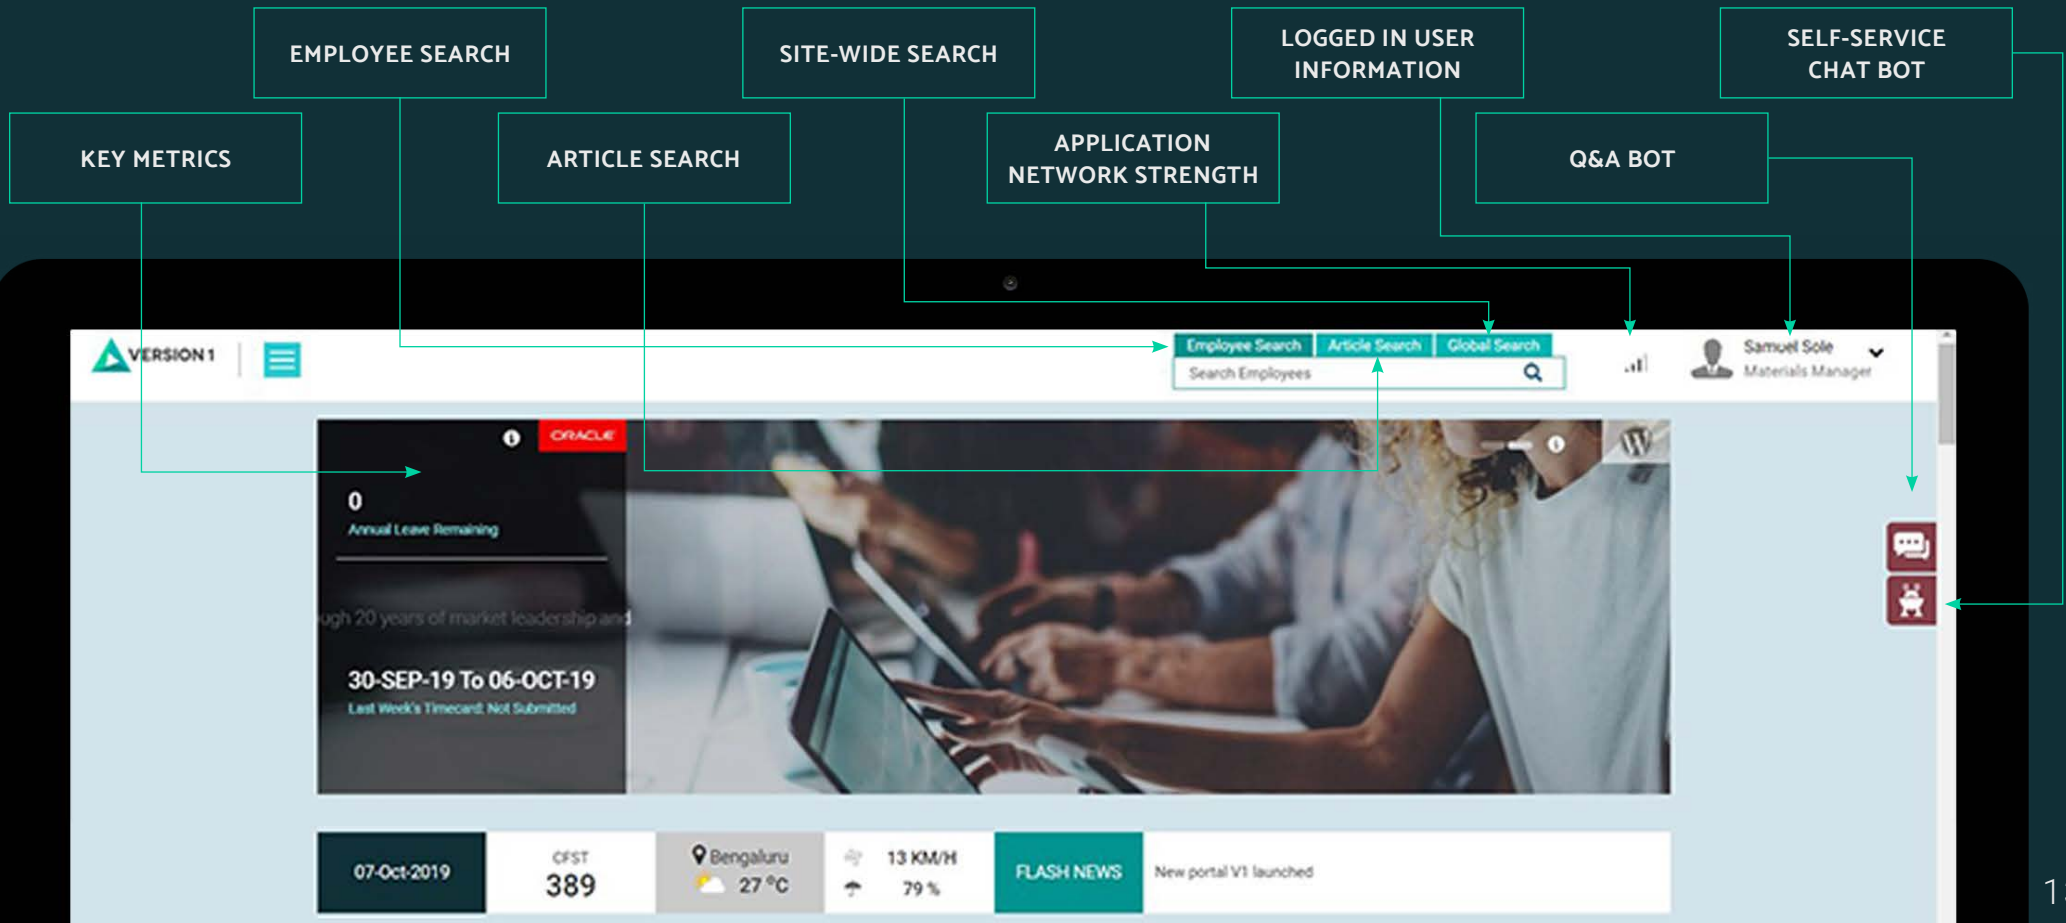 EMPLOYEE SEARCH
SITE-WIDE SEARCH
LOGGED IN USER
INFORMATION
SELF-SERVICE
CHAT BOT
KEY METRICS
ARTICLE SEARCH
APPLICATION
NETWORK STRENGTH
Q&A BOT
VERSION 1
Employee Search
Article Search
Global Search
Search Employees
Samuel Sole
Materials Manager
ORACLE
0
Annual Leave Remaining
ugh 20 years of market leadership and
30-SEP-19 To 06-OCT-19
Last Week's Timecard: Not Submitted
07-Oct-2019
CFST
389
Bengaluru
27 °C
13 KM/H
79 %
FLASH NEWS
New portal V1 launched